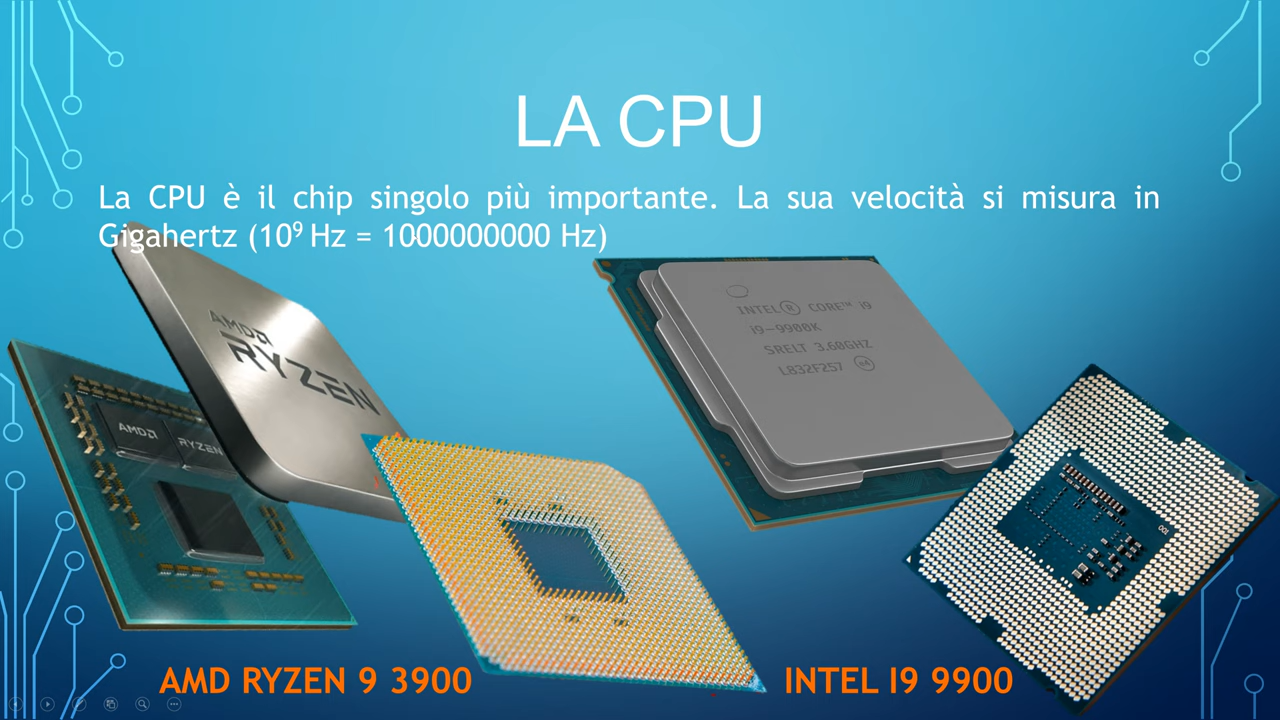 LA CPU
La CPU è il chip singolo più importante. La sua velocità si misura in
Gigahertz (10⁹ Hz = 1000000000 Hz)
AMD
RYZEN
AMD
RYZEN
INTEL® CORE™ i9
i9-9900K
SRELT 3.60GHZ
L832F257 e4
AMD RYZEN 9 3900
INTEL I9 9900